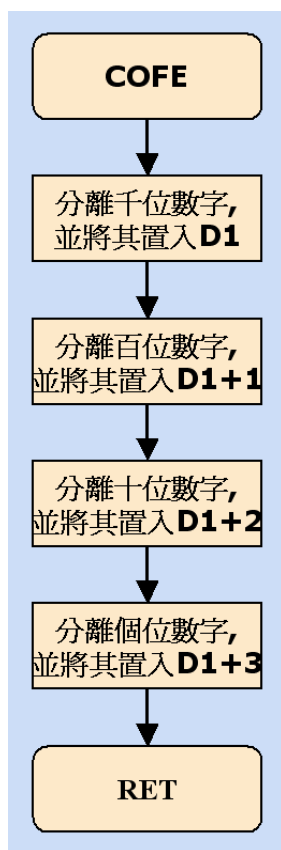 COFE
分離千位數字,
並將其置入D1
分離百位數字,
並將其置入D1+1
分離十位數字,
並將其置入D1+2
分離個位數字,
並將其置入D1+3
RET